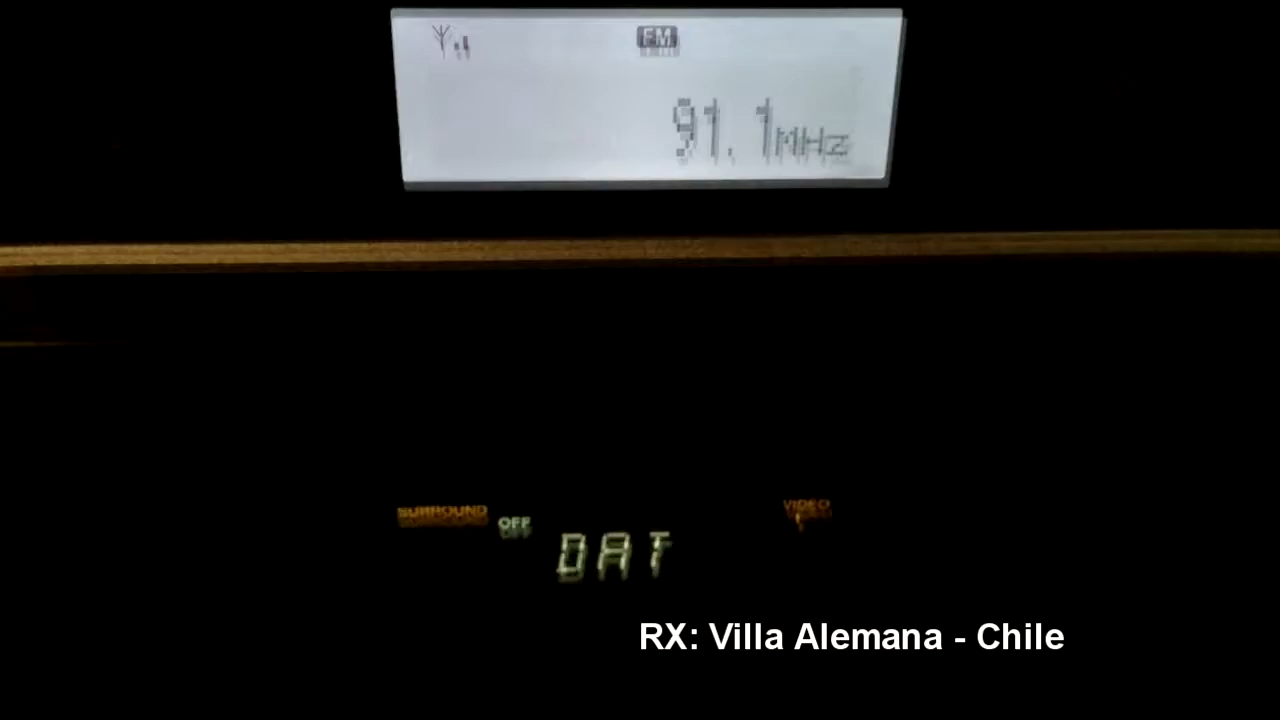 FM
91.1MHz
SURROUND OFF VIDEO
DAT
RX: Villa Alemana - Chile